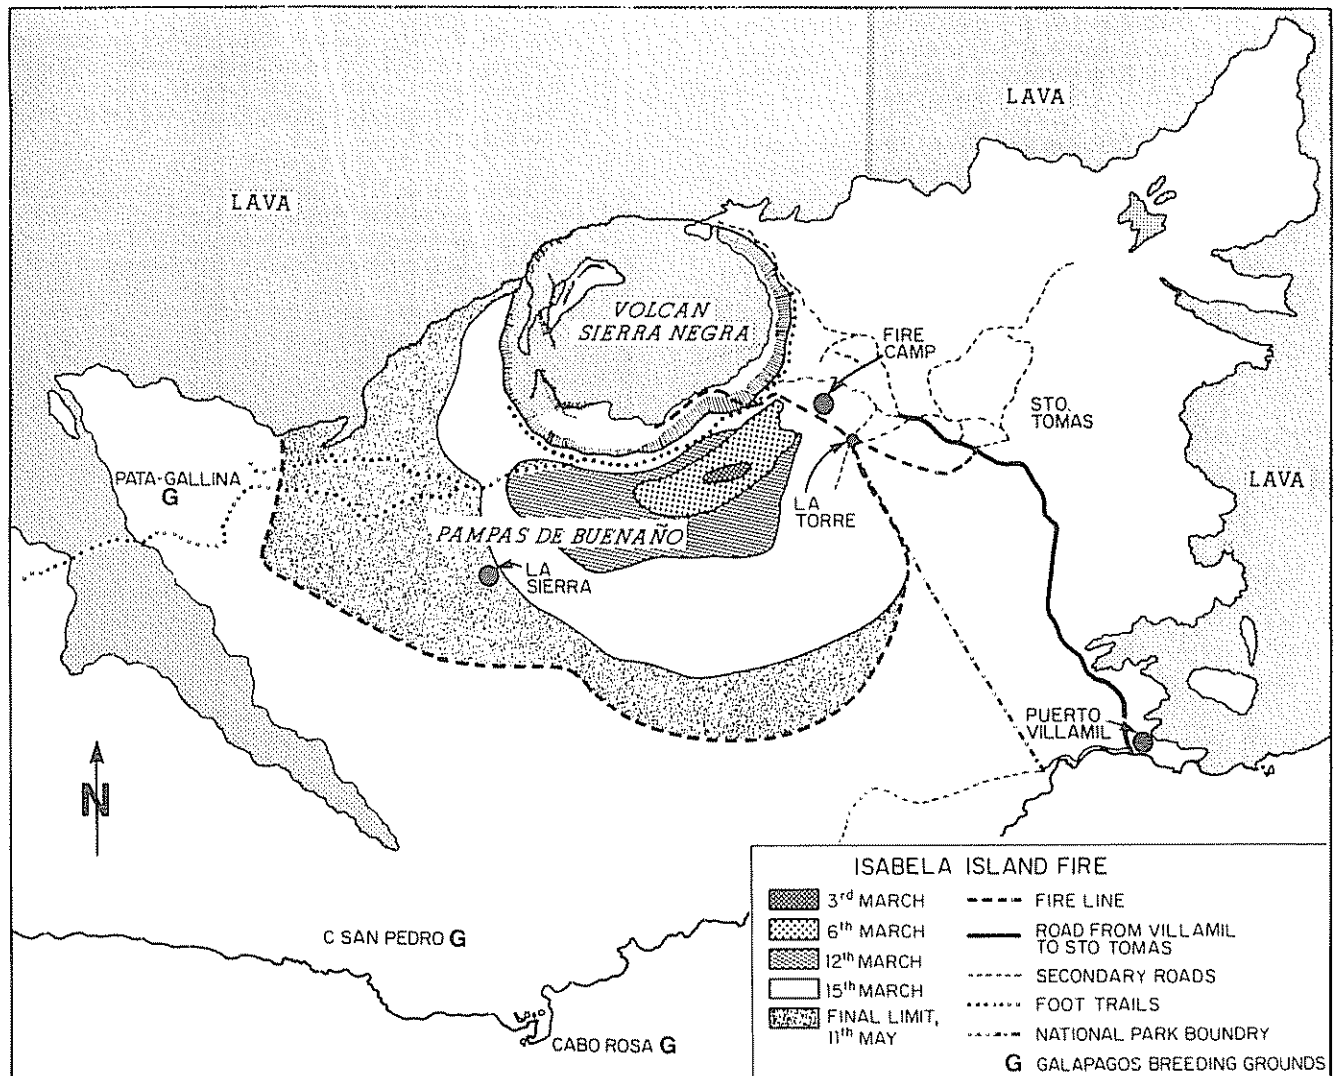 LAVA
LAVA
VOLCAN
SIERRA NEGRA
FIRE
CAMP
STO.
TOMAS
PATA-GALLINA
G
LAVA
LA
TORRE
PAMPAS DE BUENAÑO
LA
SIERRA
PUERTO
VILLAMIL
N
C SAN PEDRO G
CABO ROSA G
ISABELA ISLAND FIRE
3rd MARCH
6th MARCH
12th MARCH
15th MARCH
FINAL LIMIT,
11th MAY
FIRE LINE
ROAD FROM VILLAMIL
TO STO TOMAS
SECONDARY ROADS
FOOT TRAILS
NATIONAL PARK BOUNDRY
G GALAPAGOS BREEDING GROUNDS